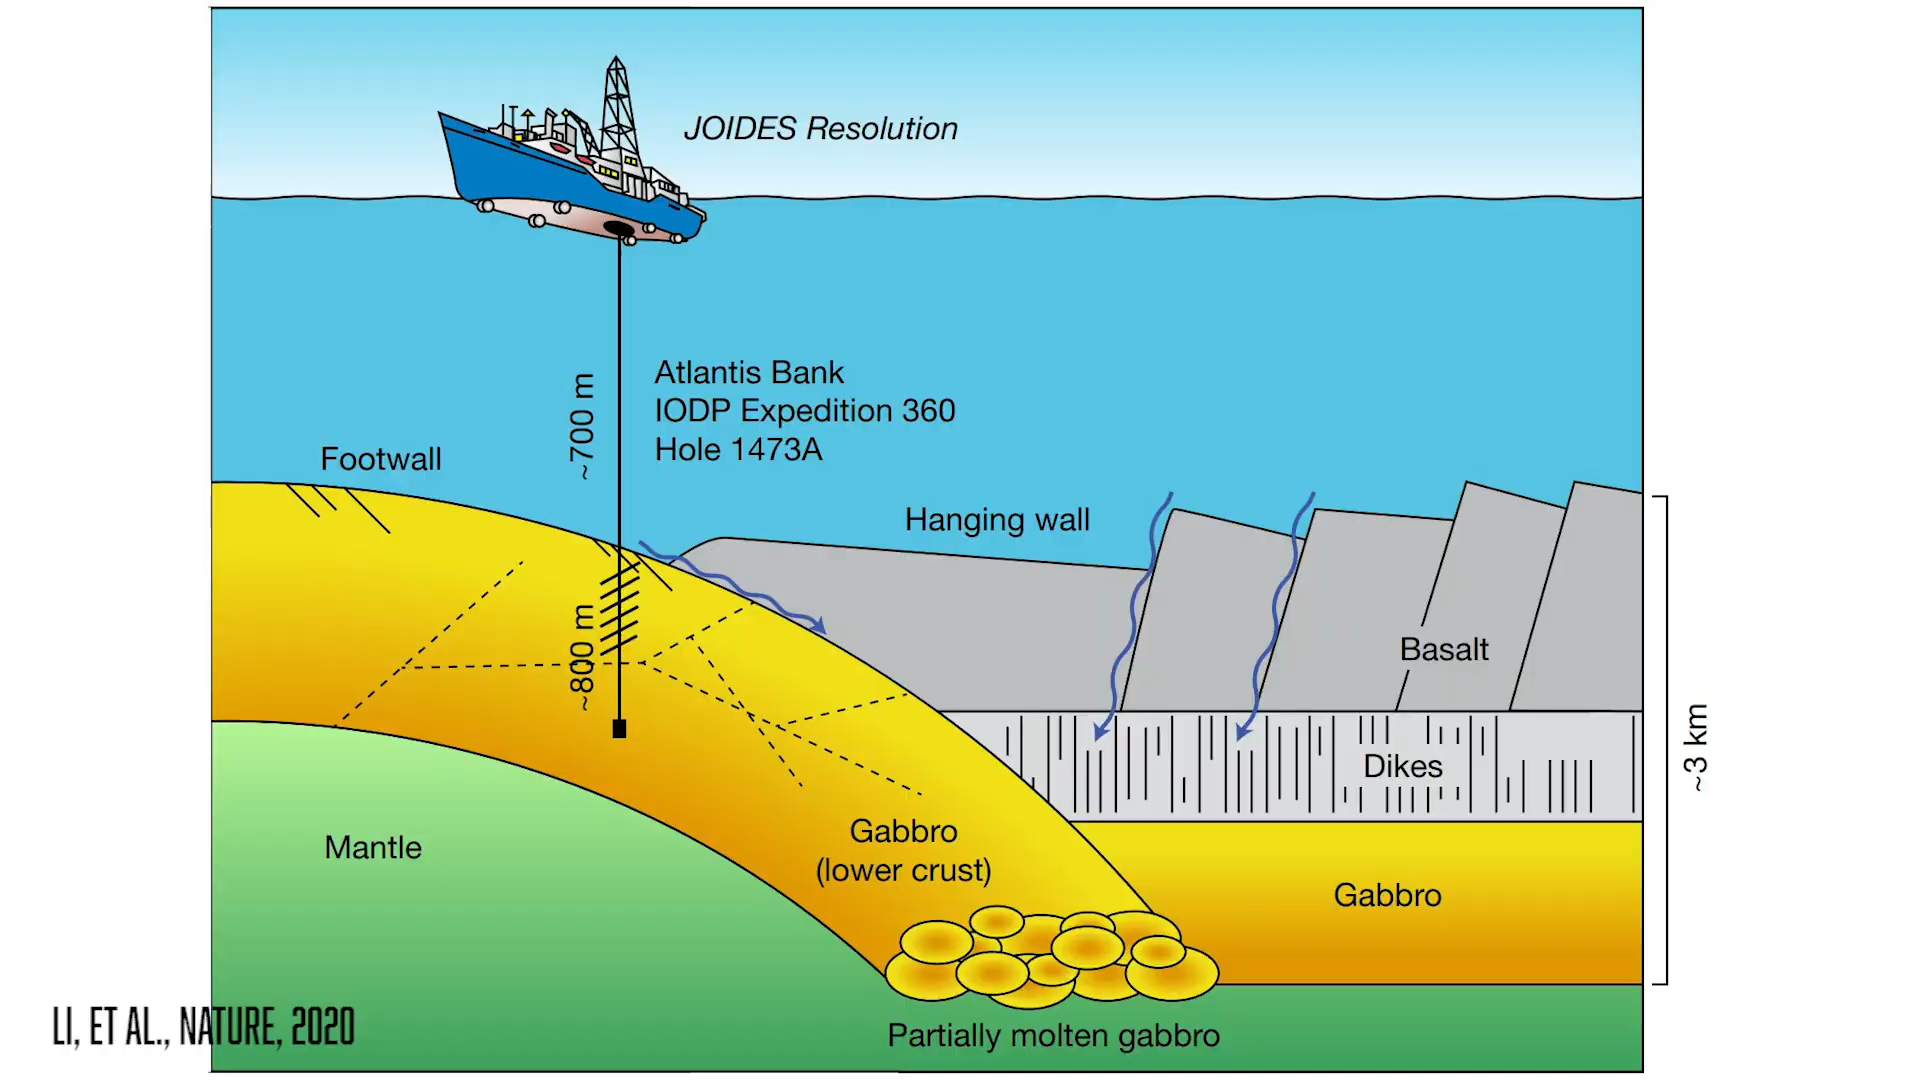 JOIDES Resolution
~700 m
Atlantis Bank
IODP Expedition 360
Hole 1473A
Footwall
Hanging wall
~800 m
Basalt
Dikes
~3 km
Mantle
Gabbro
(lower crust)
Gabbro
Partially molten gabbro
LI, ET AL., NATURE, 2020